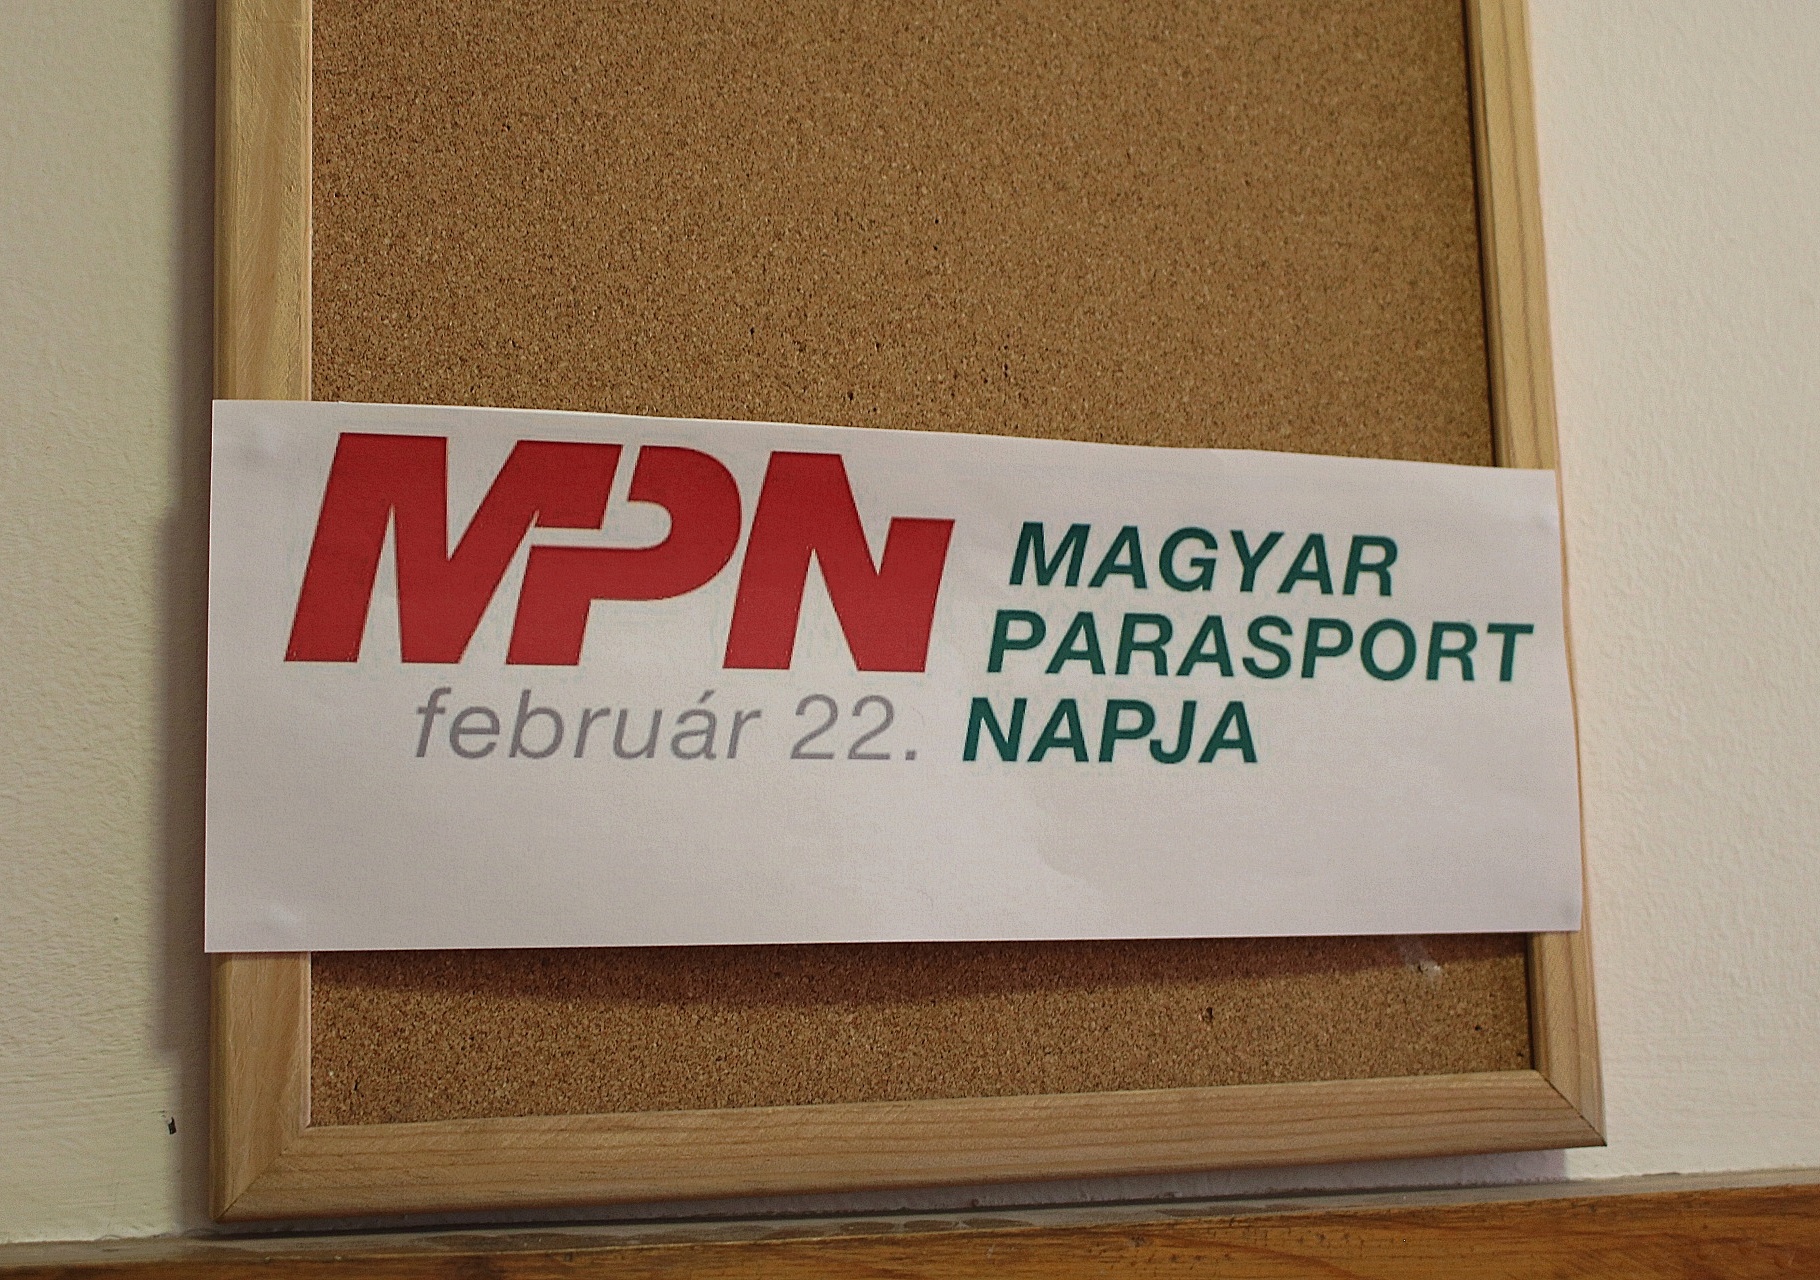 MPN
február 22.
MAGYAR
PARASPORT
NAPJA